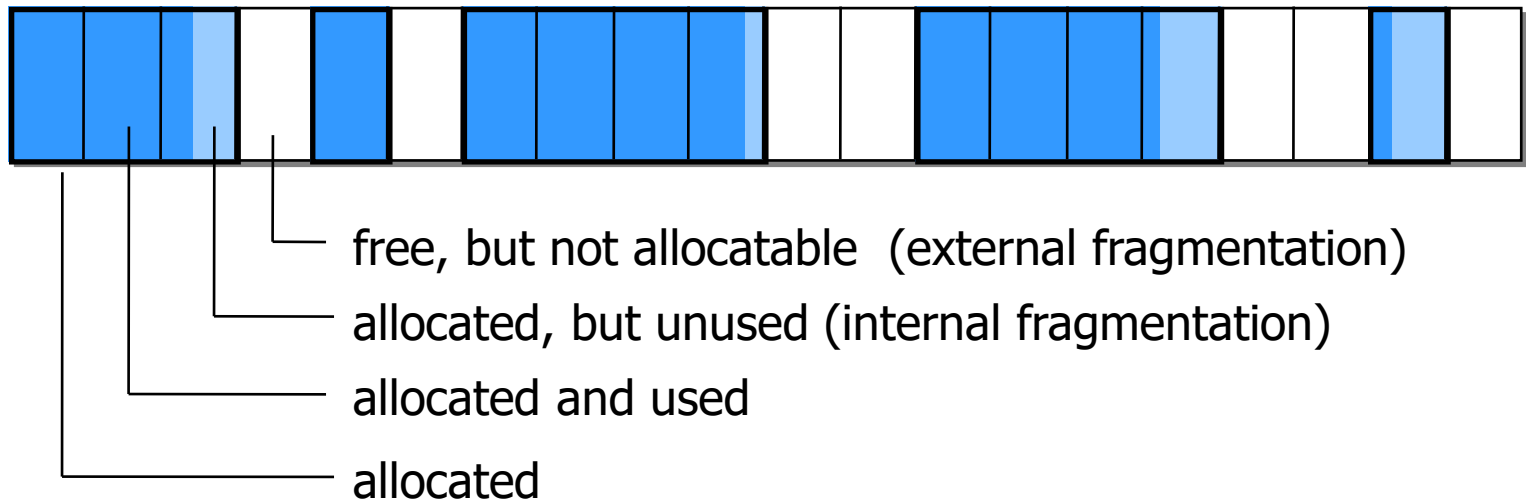 free, but not allocatable (external fragmentation)
allocated, but unused (internal fragmentation)
allocated and used
allocated